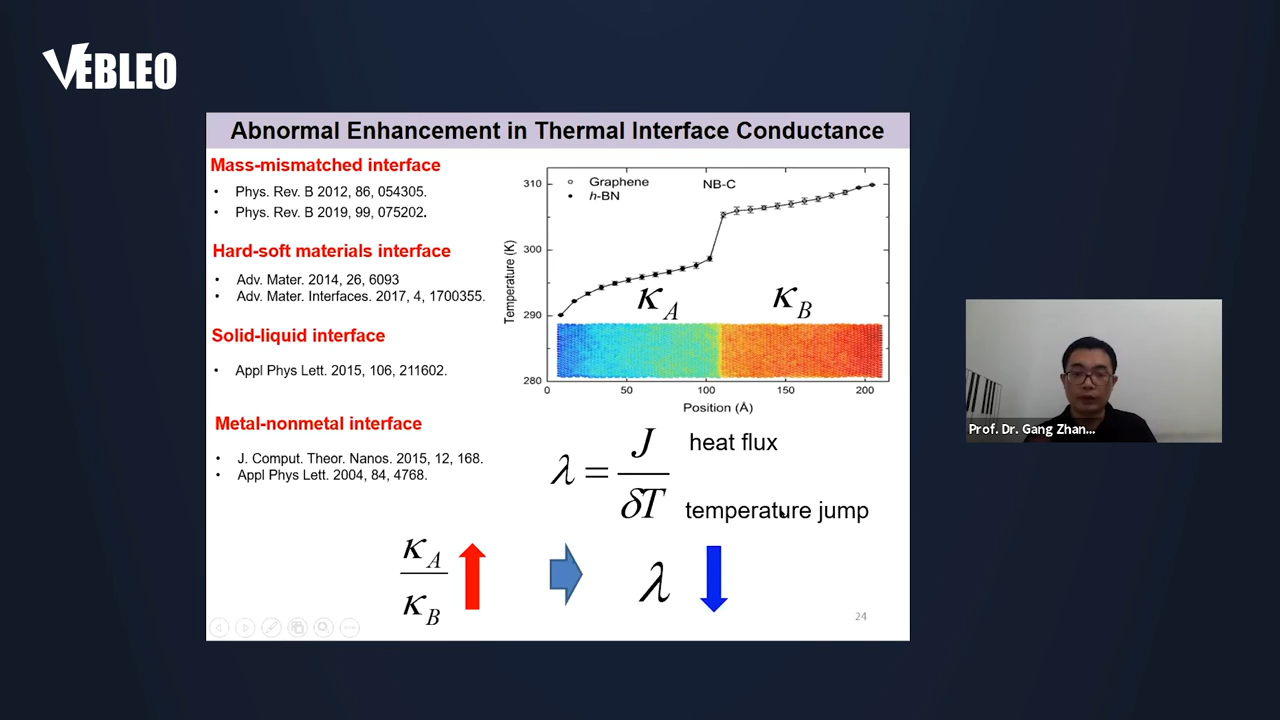 VEBLEO
Abnormal Enhancement in Thermal Interface Conductance
Mass-mismatched interface
• Phys. Rev. B 2012, 86, 054305.
• Phys. Rev. B 2019, 99, 075202.
Hard-soft materials interface
• Adv. Mater. 2014, 26, 6093
• Adv. Mater. Interfaces. 2017, 4, 1700355.
Solid-liquid interface
• Appl Phys Lett. 2015, 106, 211602.
Metal-nonmetal interface
• J. Comput. Theor. Nanos. 2015, 12, 168.
• Appl Phys Lett. 2004, 84, 4768.
Graphene
h-BN
NB-C
310
300
290
280
Temperature (K)
κA
κB
0 50 100 150 200
Position (Å)
λ = J / δT
heat flux
temperature jump
κA / κB
λ
24
Prof. Dr. Gang Zhan...